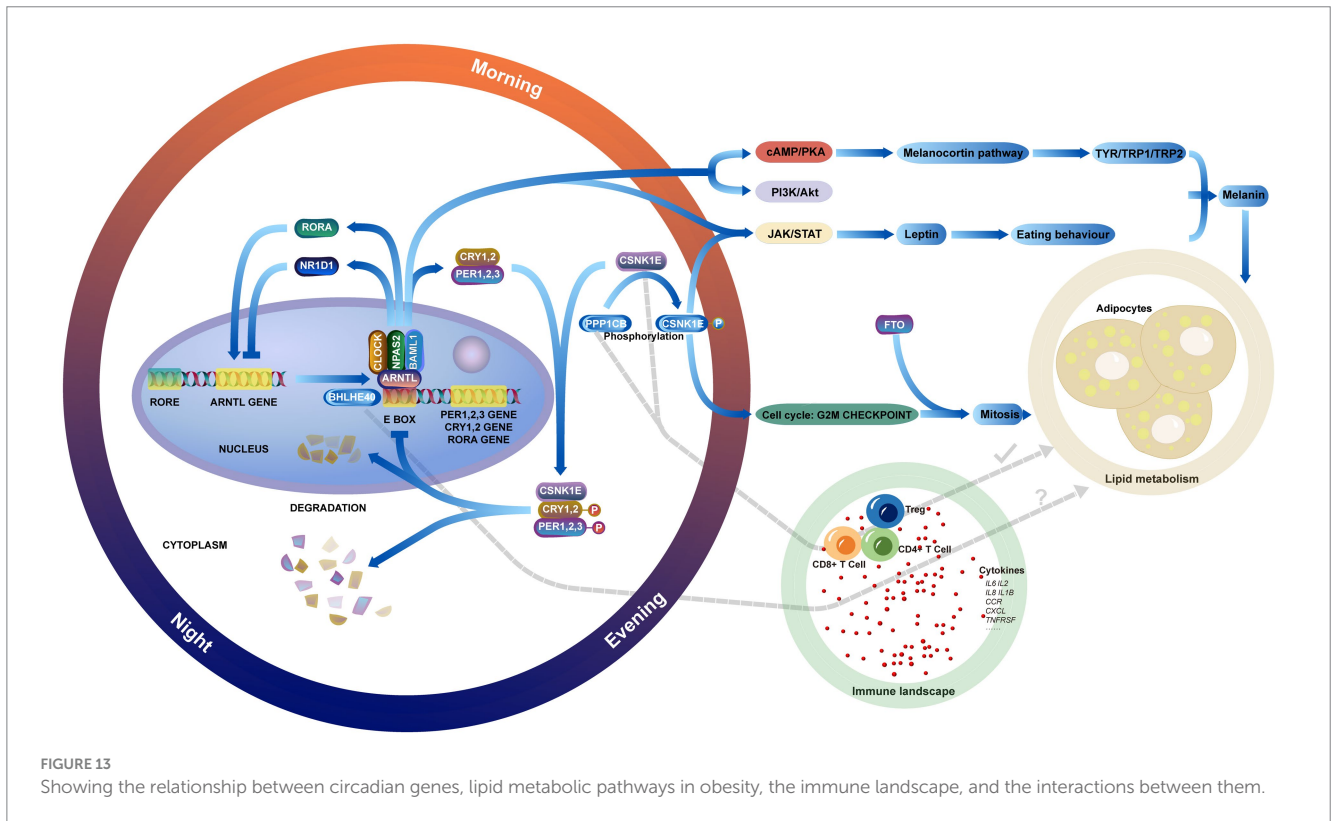 Morning
Night
Evening
RORA
NR1D1
CRY1,2
PER1,2,3
CSNK1E
PPP1CB
CSNK1E
P
Phosphorylation
CLOCK
NPAS2
BAML1
ARNTL
BHLHE40
RORE
ARNTL GENE
E BOX
PER1,2,3 GENE
CRY1,2 GENE
RORA GENE
NUCLEUS
DEGRADATION
CYTOPLASM
CSNK1E
CRY1,2
P
PER1,2,3
P
cAMP/PKA
Melanocortin pathway
TYR/TRP1/TRP2
PI3K/Akt
Melanin
JAK/STAT
Leptin
Eating behaviour
FTO
Cell cycle: G2M CHECKPOINT
Mitosis
Adipocytes
Lipid metabolism
?
Treg
CD4+ T Cell
CD8+ T Cell
Cytokines
IL6 IL2
IL8 IL1B
CCR
CXCL
TNFRSF
......
Immune landscape
FIGURE 13
Showing the relationship between circadian genes, lipid metabolic pathways in obesity, the immune landscape, and the interactions between them.